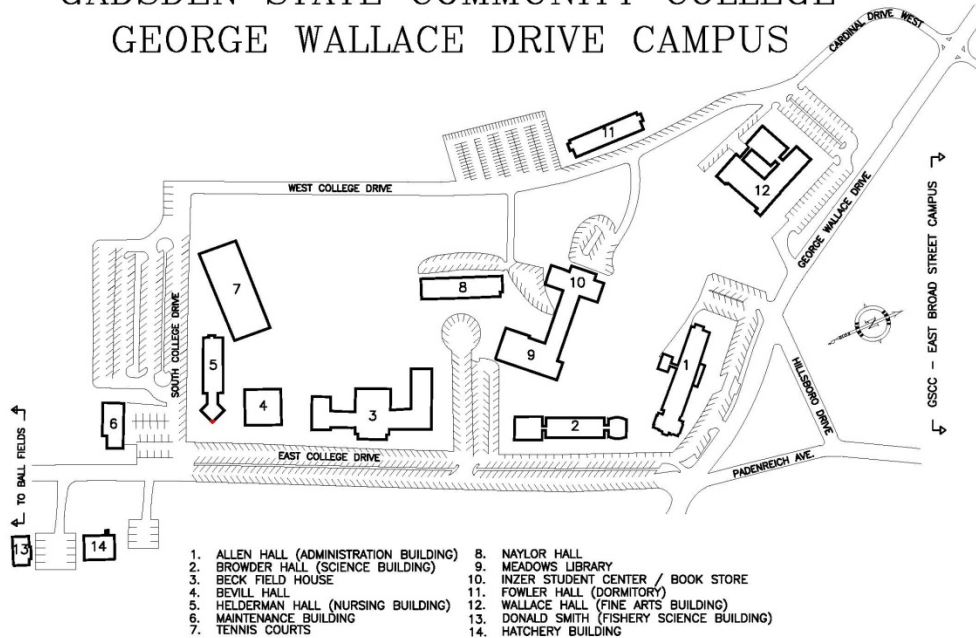 GADSDEN STATE COMMUNITY COLLEGE
GEORGE WALLACE DRIVE CAMPUS
CARDINAL DRIVE WEST
11
12
WEST COLLEGE DRIVE
GEORGE WALLACE DRIVE
GSCC - EAST BROAD STREET CAMPUS
7
8
10
9
SOUTH COLLEGE DRIVE
5
4
3
6
2
1
HILLSBORO DRIVE
TO BALL FIELDS
EAST COLLEGE DRIVE
PADENREICH AVE.
13
14
1. ALLEN HALL (ADMINISTRATION BUILDING)
2. BROWDER HALL (SCIENCE BUILDING)
3. BECK FIELD HOUSE
4. BEVILL HALL
5. HELDERMAN HALL (NURSING BUILDING)
6. MAINTENANCE BUILDING
7. TENNIS COURTS
8. NAYLOR HALL
9. MEADOWS LIBRARY
10. INZER STUDENT CENTER / BOOK STORE
11. FOWLER HALL (DORMITORY)
12. WALLACE HALL (FINE ARTS BUILDING)
13. DONALD SMITH (FISHERY SCIENCE BUILDING)
14. HATCHERY BUILDING